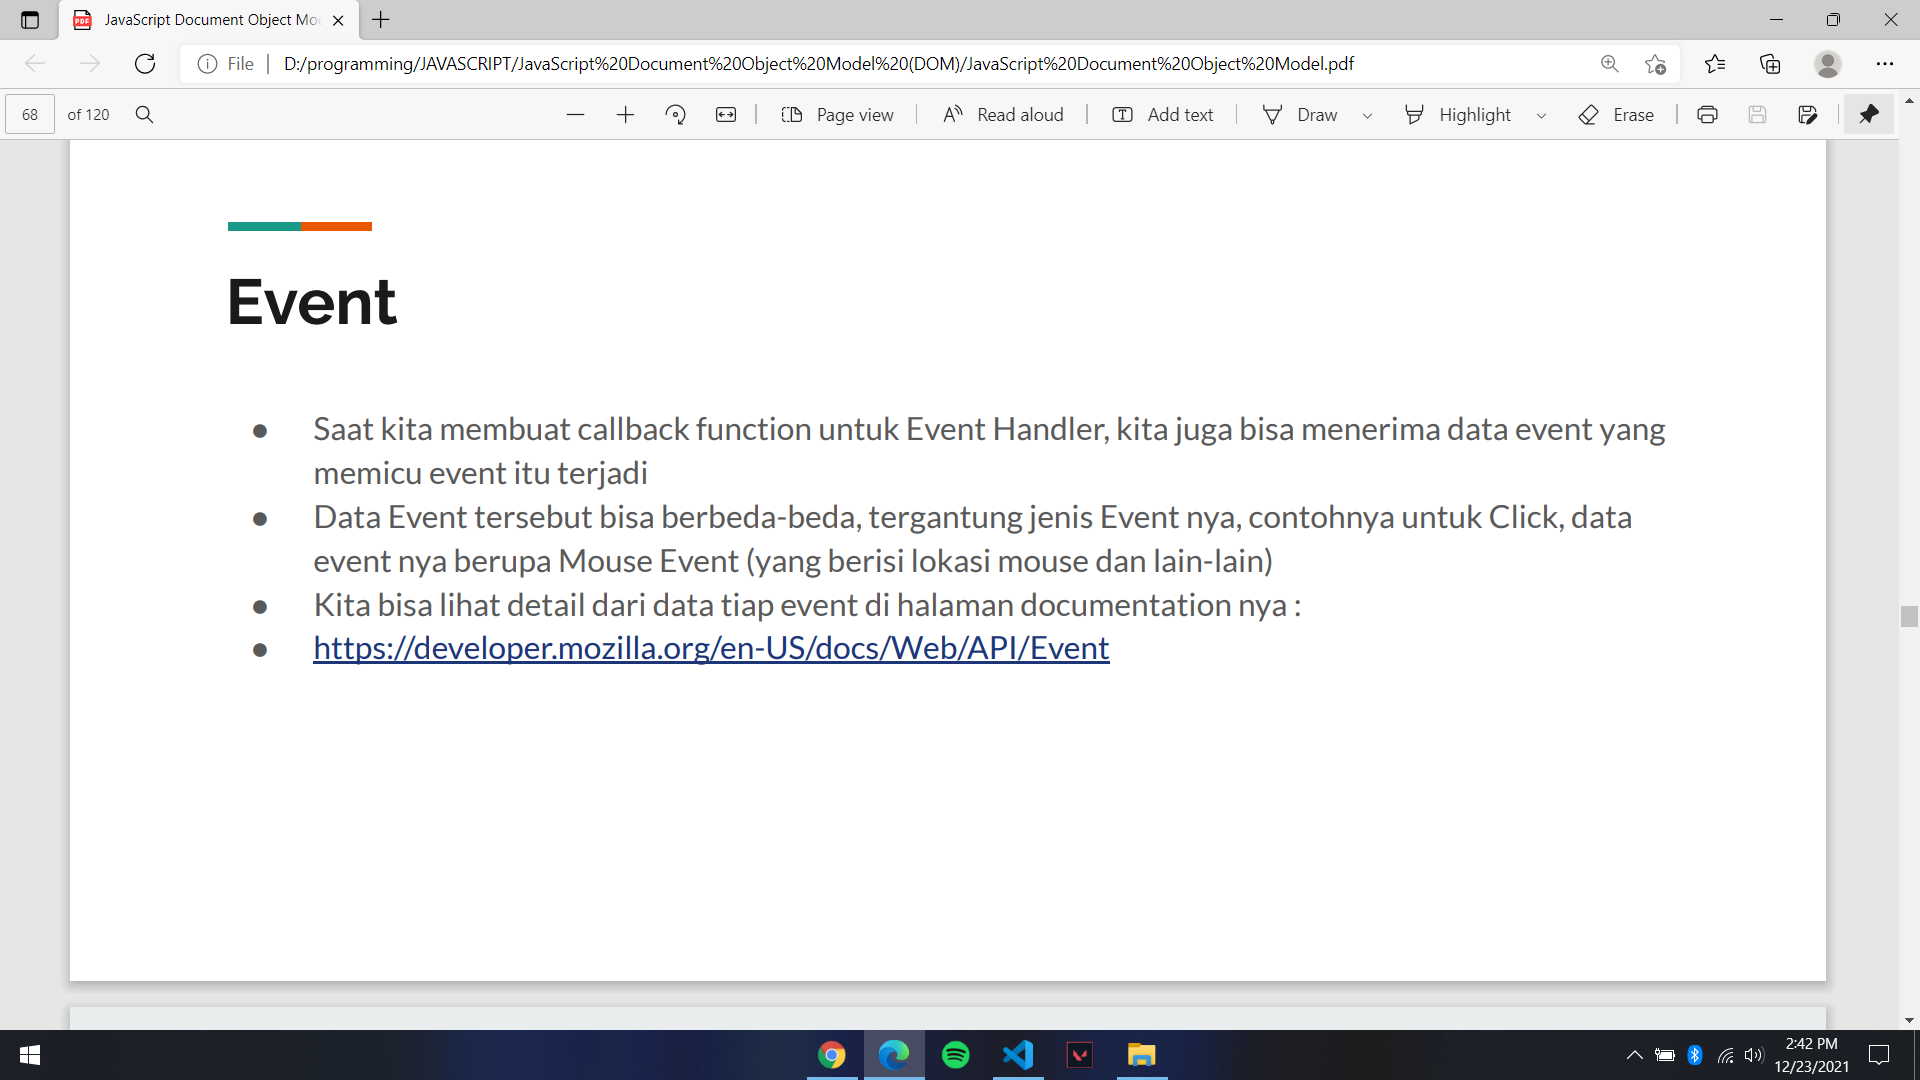 JavaScript Document Object Mo
File
D:/programming/JAVASCRIPT/JavaScript%20Document%20Object%20Model%20(DOM)/JavaScript%20Document%20Object%20Model.pdf
68 of 120
Page view
Read aloud
Add text
Draw
Highlight
Erase
Event
● Saat kita membuat callback function untuk Event Handler, kita juga bisa menerima data event yang
memicu event itu terjadi
● Data Event tersebut bisa berbeda-beda, tergantung jenis Event nya, contohnya untuk Click, data
event nya berupa Mouse Event (yang berisi lokasi mouse dan lain-lain)
● Kita bisa lihat detail dari data tiap event di halaman documentation nya :
● https://developer.mozilla.org/en-US/docs/Web/API/Event
2:42 PM
12/23/2021